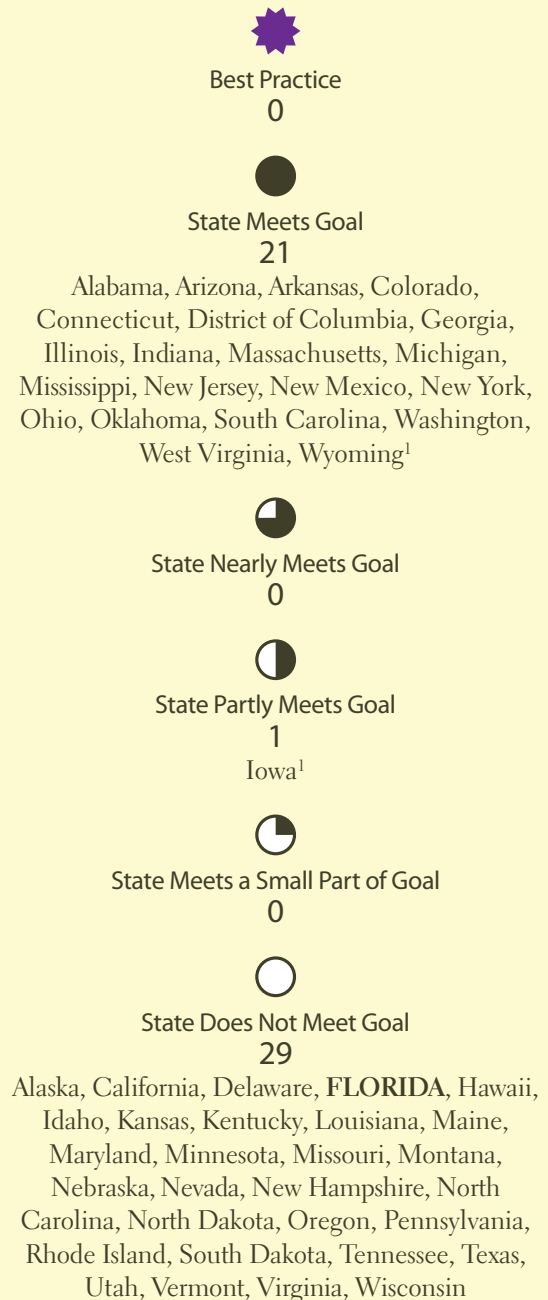 Best Practice
0
State Meets Goal
21
Alabama, Arizona, Arkansas, Colorado,
Connecticut, District of Columbia, Georgia,
Illinois, Indiana, Massachusetts, Michigan,
Mississippi, New Jersey, New Mexico, New York,
Ohio, Oklahoma, South Carolina, Washington,
West Virginia, Wyoming¹
State Nearly Meets Goal
0
State Partly Meets Goal
1
Iowa¹
State Meets a Small Part of Goal
0
State Does Not Meet Goal
29
Alaska, California, Delaware, FLORIDA, Hawaii,
Idaho, Kansas, Kentucky, Louisiana, Maine,
Maryland, Minnesota, Missouri, Montana,
Nebraska, Nevada, New Hampshire, North
Carolina, North Dakota, Oregon, Pennsylvania,
Rhode Island, South Dakota, Tennessee, Texas,
Utah, Vermont, Virginia, Wisconsin